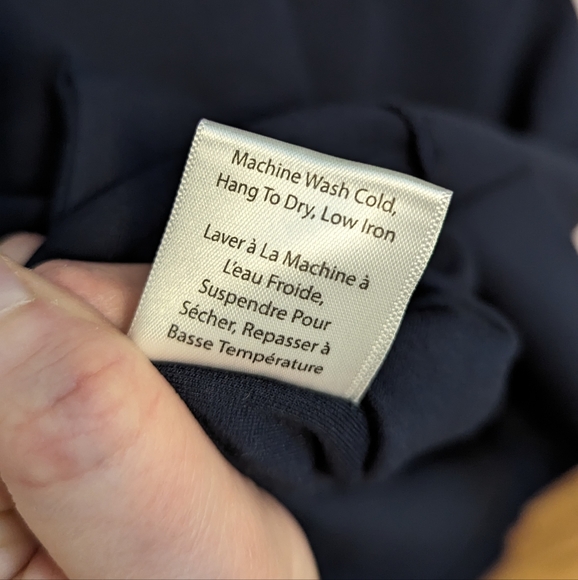 Machine Wash Cold,
Hang To Dry, Low Iron
Laver à La Machine à
L'eau Froide,
Suspendre Pour
Sécher, Repasser à
Basse Température